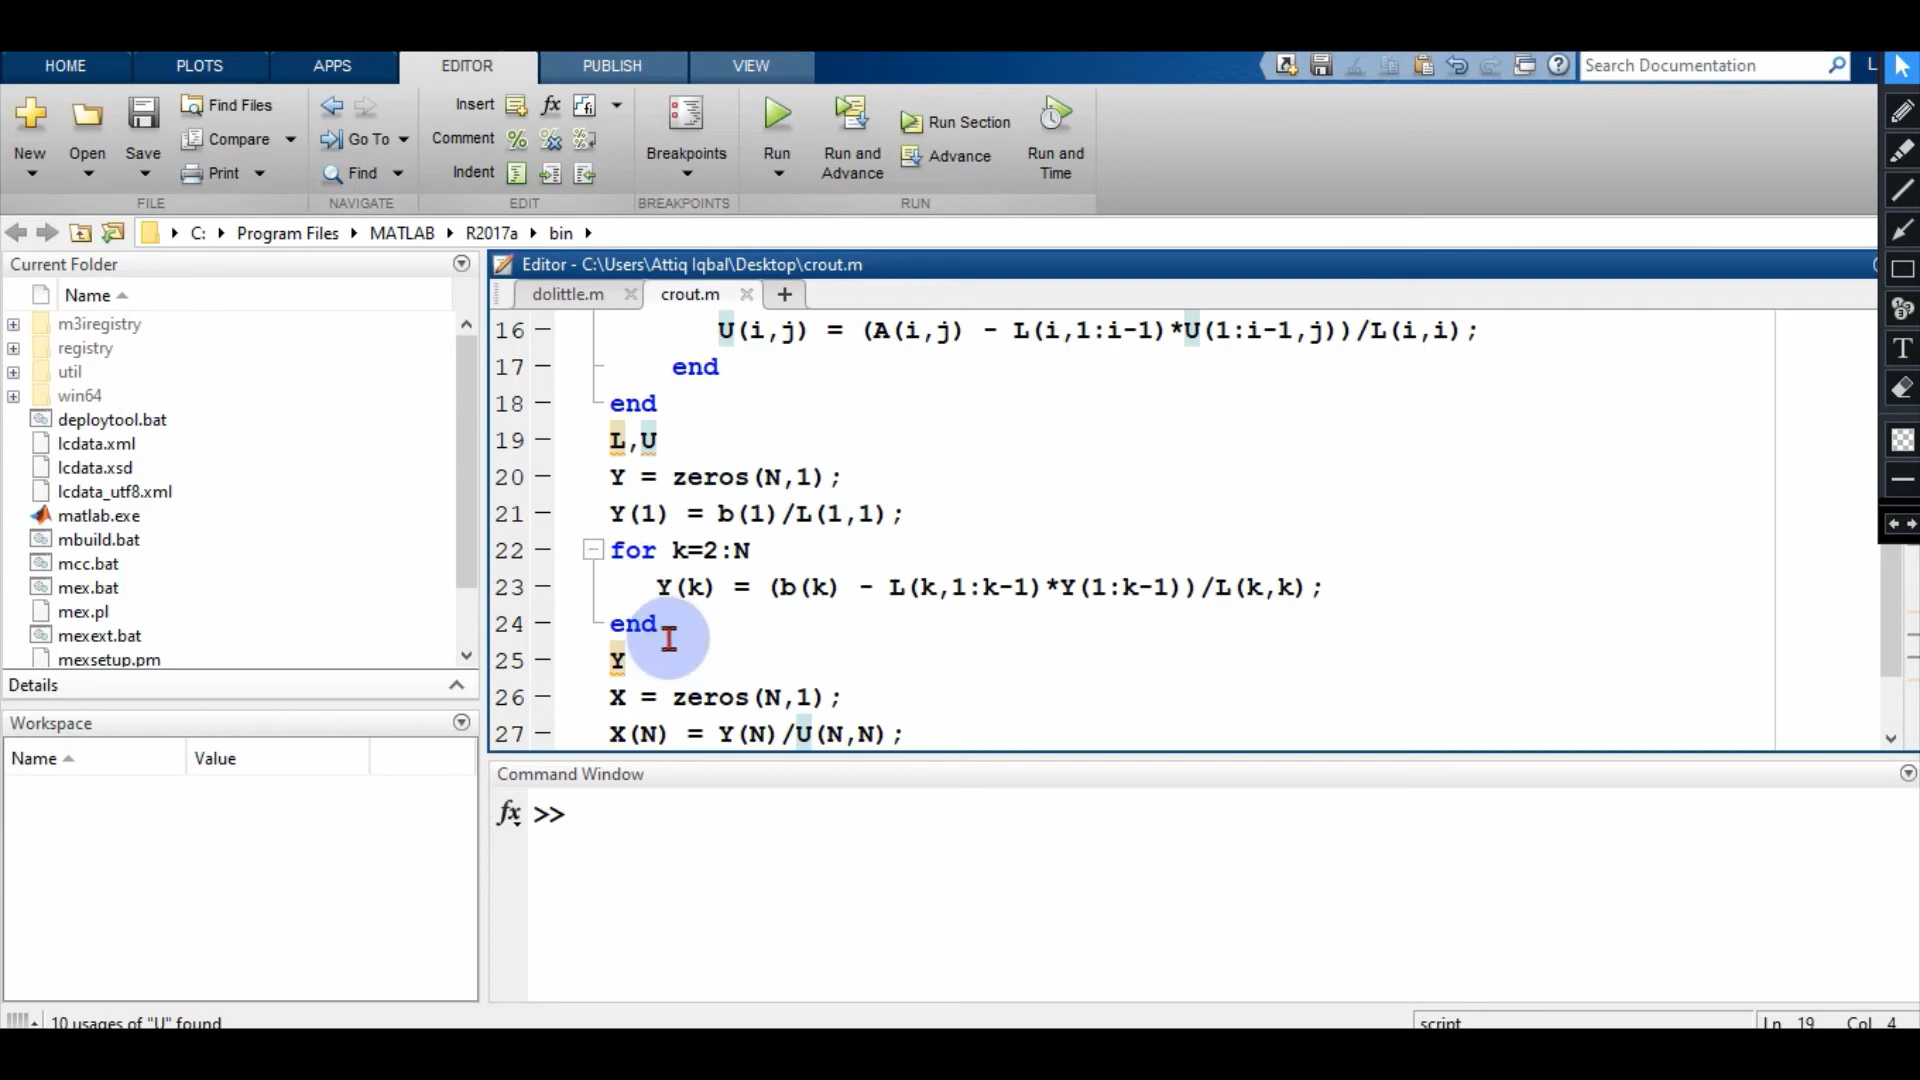 HOME PLOTS APPS EDITOR PUBLISH VIEW Search Documentation L
New Open Save Find Files Compare Print
Go To Find
Insert fx
Comment
Indent
Breakpoints
Run Run and Advance Run Section Advance Run and Time
FILE NAVIGATE EDIT BREAKPOINTS RUN
C: Program Files MATLAB R2017a bin
Current Folder
Name
m3iregistry
registry
util
win64
deploytool.bat
lcdata.xml
lcdata.xsd
lcdata_utf8.xml
matlab.exe
mbuild.bat
mcc.bat
mex.bat
mex.pl
mexext.bat
mexsetup.pm
Details
Workspace
Name Value
Editor - C:\Users\Attiq Iqbal\Desktop\crout.m
dolittle.m crout.m +
16 U(i,j) = (A(i,j) - L(i,1:i-1)*U(1:i-1,j))/L(i,i);
17 end
18 end
19 L,U
20 Y = zeros(N,1);
21 Y(1) = b(1)/L(1,1);
22 for k=2:N
23 Y(k) = (b(k) - L(k,1:k-1)*Y(1:k-1))/L(k,k);
24 end
25 Y
26 X = zeros(N,1);
27 X(N) = Y(N)/U(N,N);
Command Window
fx >>
10 usages of "U" found
script Ln 19 Col 4
T